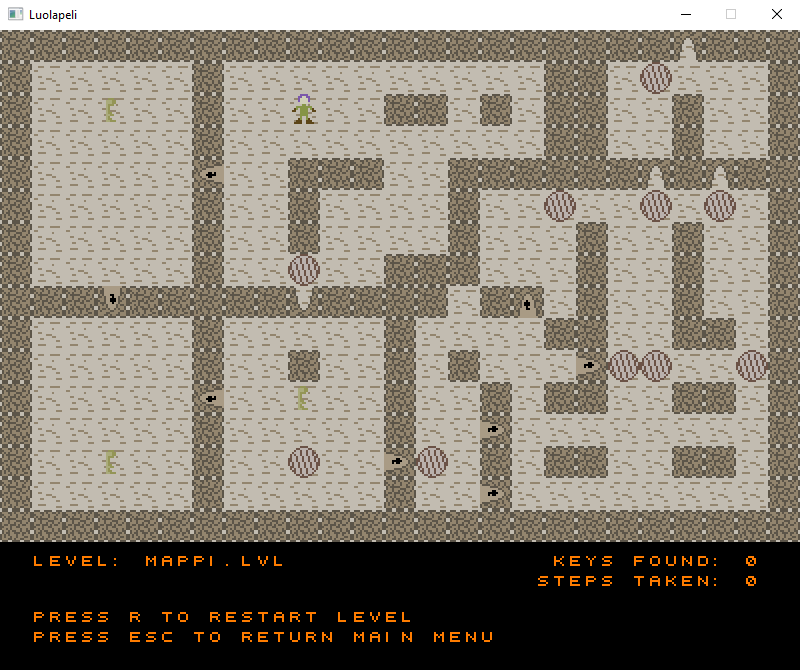 Luolapeli
LEVEL: MAPPI.LVL
KEYS FOUND: 0
STEPS TAKEN: 0
PRESS R TO RESTART LEVEL
PRESS ESC TO RETURN MAIN MENU